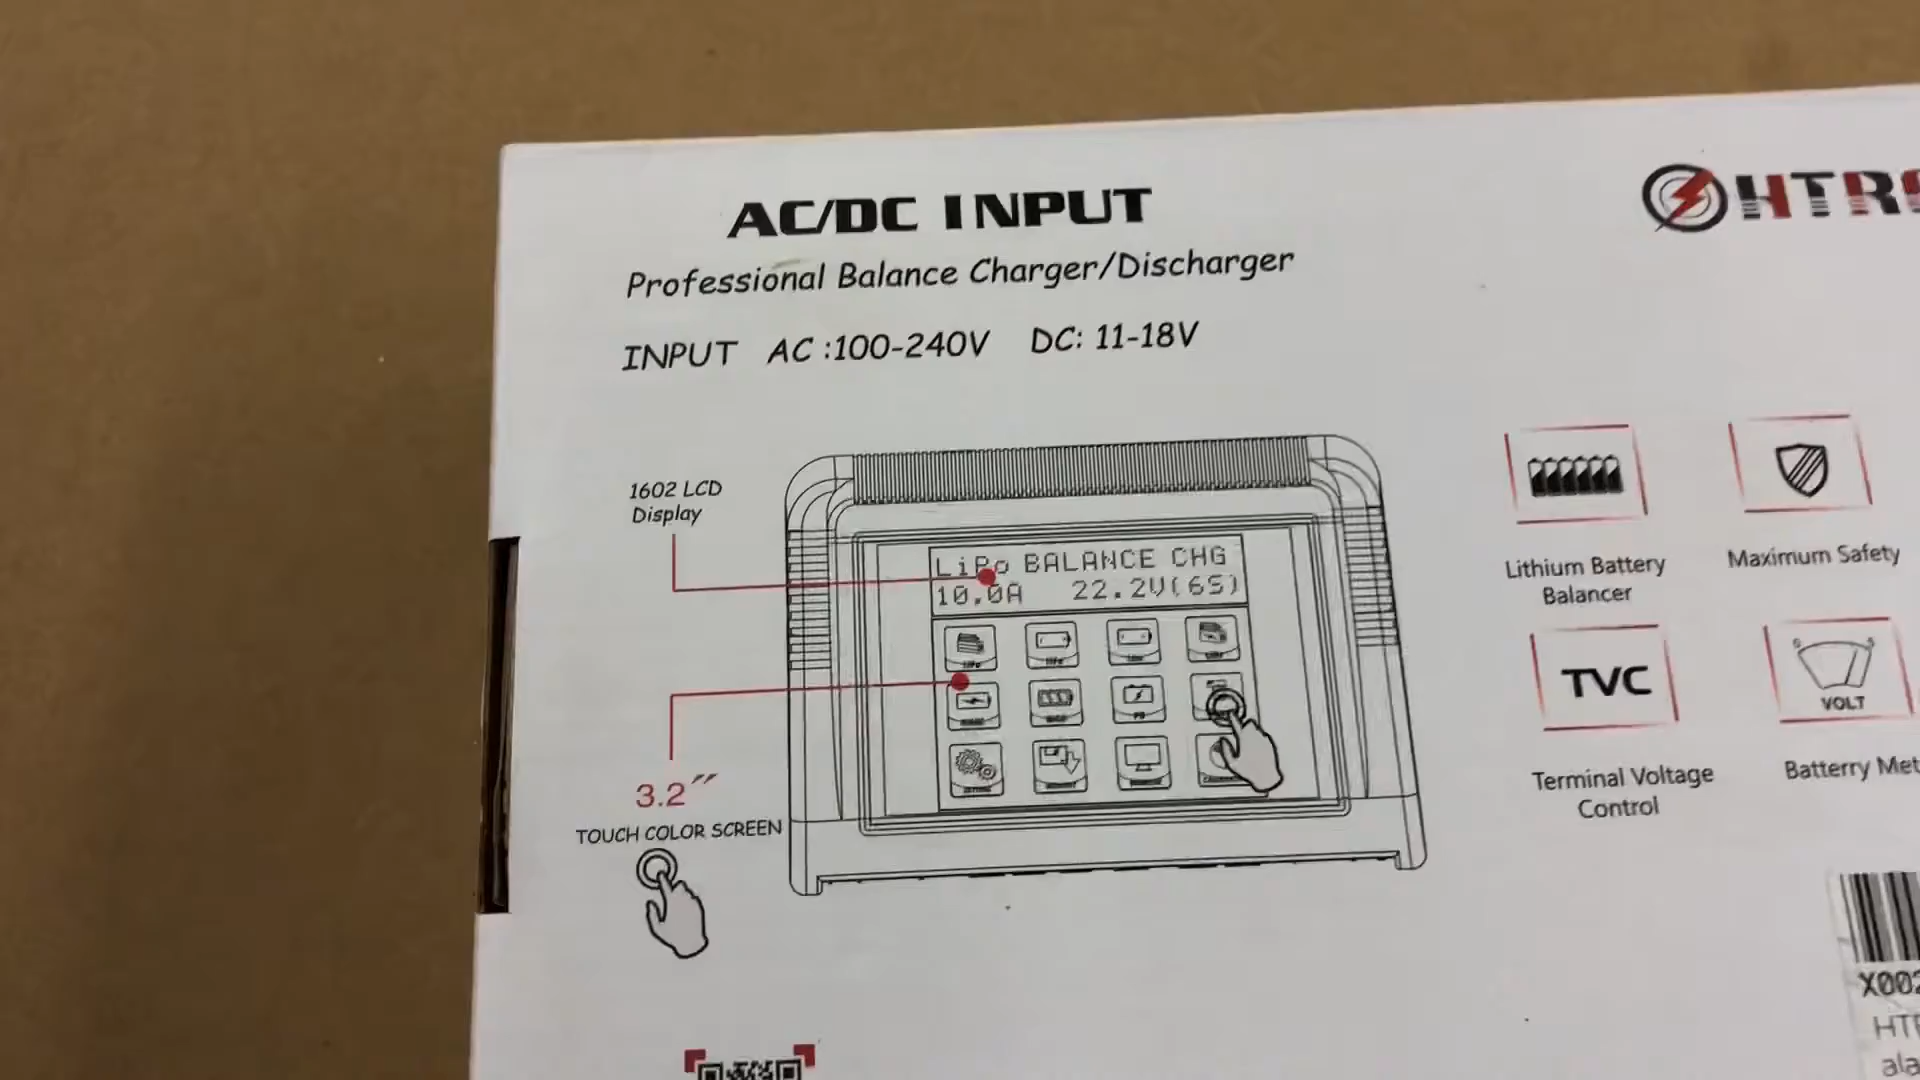 AC/DC INPUT
Professional Balance Charger/Discharger
INPUT AC :100-240V DC: 11-18V
1602 LCD
Display
LiPo BALANCE CHG
10.0A 22.2V(6S)
3.2″
TOUCH COLOR SCREEN
Lithium Battery
Balancer
Maximum Safety
TVC
Terminal Voltage
Control
VOLT
Batterry
X002